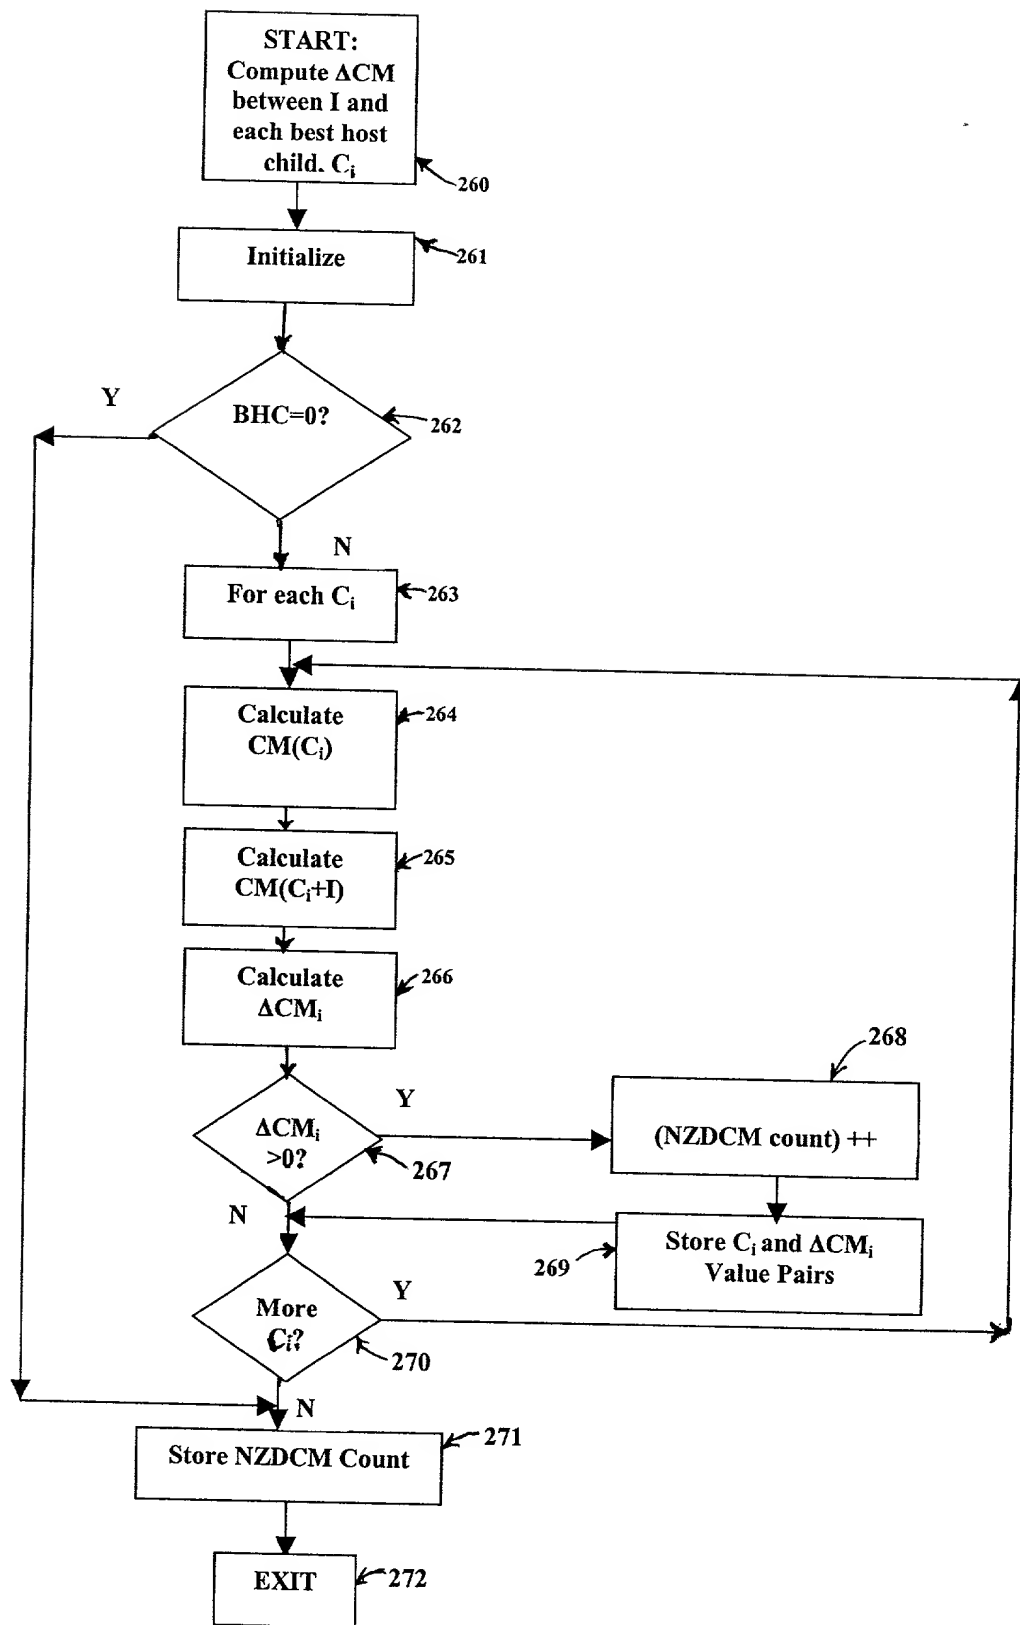 START:
Compute ΔCM
between I and
each best host
child. Cᵢ
260
Initialize
261
Y
BHC=0?
262
N
For each Cᵢ
263
Calculate
CM(Cᵢ)
264
Calculate
CM(Cᵢ+I)
265
Calculate
ΔCMᵢ
266
268
Y
(NZDCM count) ++
ΔCMᵢ
>0?
267
N
Store Cᵢ and ΔCMᵢ
Value Pairs
269
Y
More
Cᵢ?
270
N
Store NZDCM Count
271
EXIT
272